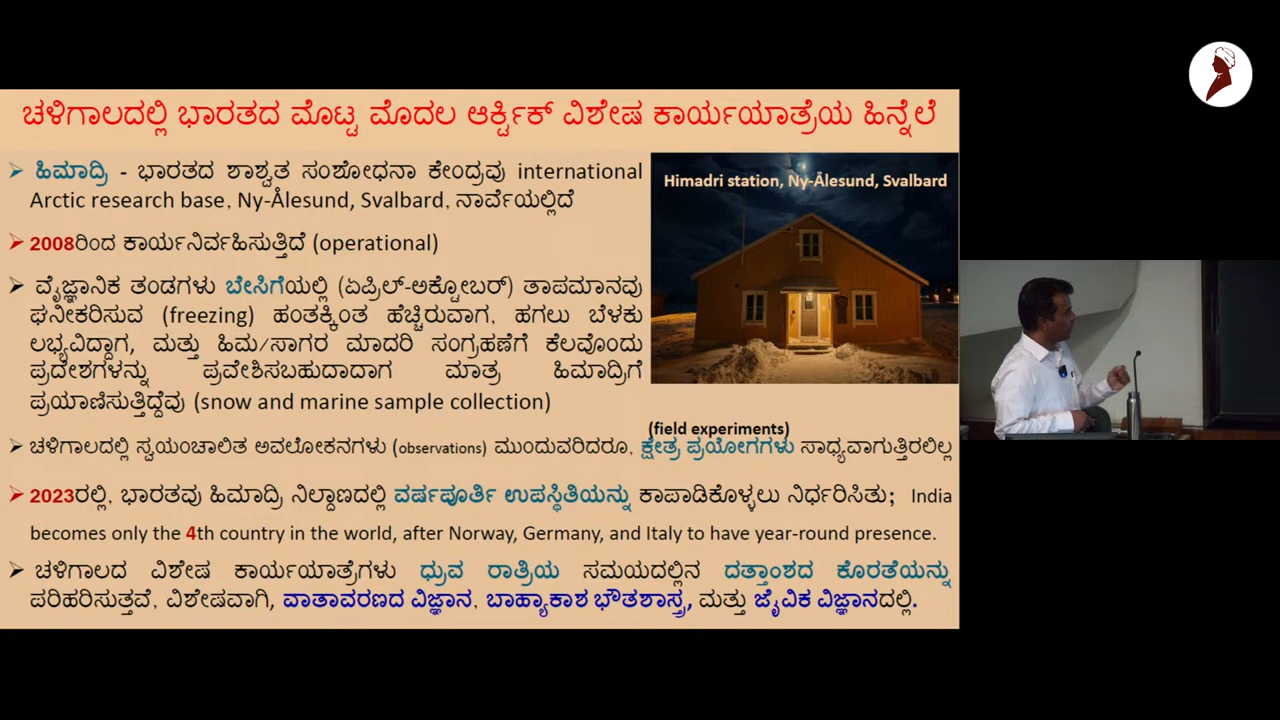 ಚಳಿಗಾಲದಲ್ಲಿ ಭಾರತದ ಮೊಟ್ಟ ಮೊದಲ ಆರ್ಕ್ಟಿಕ್ ವಿಶೇಷ ಕಾರ್ಯಯಾತ್ರೆಯ ಹಿನ್ನೆಲೆ
➢ ಹಿಮಾದ್ರಿ - ಭಾರತದ ಶಾಶ್ವತ ಸಂಶೋಧನಾ ಕೇಂದ್ರವು international
Arctic research base, Ny-Ålesund, Svalbard, ನಾರ್ವೆಯಲ್ಲಿದೆ
Himadri station, Ny-Ålesund, Svalbard
➢ 2008ರಿಂದ ಕಾರ್ಯನಿರ್ವಹಿಸುತ್ತಿದೆ (operational)
➢ ವೈಜ್ಞಾನಿಕ ತಂಡಗಳು ಬೇಸಿಗೆಯಲ್ಲಿ (ಏಪ್ರಿಲ್-ಅಕ್ಟೋಬರ್) ತಾಪಮಾನವು
ಘನೀಕರಿಸುವ (freezing) ಹಂತಕ್ಕಿಂತ ಹೆಚ್ಚಿರುವಾಗ, ಹಗಲು ಬೆಳಕು
ಲಭ್ಯವಿದ್ದಾಗ, ಮತ್ತು ಹಿಮ/ಸಾಗರ ಮಾದರಿ ಸಂಗ್ರಹಣೆಗೆ ಕೆಲವೊಂದು
ಪ್ರದೇಶಗಳನ್ನು ಪ್ರವೇಶಿಸಬಹುದಾದಾಗ ಮಾತ್ರ ಹಿಮಾದ್ರಿಗೆ
ಪ್ರಯಾಣಿಸುತ್ತಿದ್ದೆವು (snow and marine sample collection)
(field experiments)
➢ ಚಳಿಗಾಲದಲ್ಲಿ ಸ್ವಯಂಚಾಲಿತ ಅವಲೋಕನಗಳು (observations) ಮುಂದುವರಿದರೂ, ಕ್ಷೇತ್ರ ಪ್ರಯೋಗಗಳು ಸಾಧ್ಯವಾಗುತ್ತಿರಲಿಲ್ಲ
➢ 2023ರಲ್ಲಿ, ಭಾರತವು ಹಿಮಾದ್ರಿ ನಿಲ್ದಾಣದಲ್ಲಿ ವರ್ಷಪೂರ್ತಿ ಉಪಸ್ಥಿತಿಯನ್ನು ಕಾಪಾಡಿಕೊಳ್ಳಲು ನಿರ್ಧರಿಸಿತು; India
becomes only the 4th country in the world, after Norway, Germany, and Italy to have year-round presence.
➢ ಚಳಿಗಾಲದ ವಿಶೇಷ ಕಾರ್ಯಯಾತ್ರೆಗಳು ಧ್ರುವ ರಾತ್ರಿಯ ಸಮಯದಲ್ಲಿನ ದತ್ತಾಂಶದ ಕೊರತೆಯನ್ನು
ಪರಿಹರಿಸುತ್ತವೆ, ವಿಶೇಷವಾಗಿ, ವಾತಾವರಣದ ವಿಜ್ಞಾನ, ಬಾಹ್ಯಾಕಾಶ ಭೌತಶಾಸ್ತ್ರ, ಮತ್ತು ಜೈವಿಕ ವಿಜ್ಞಾನದಲ್ಲಿ.